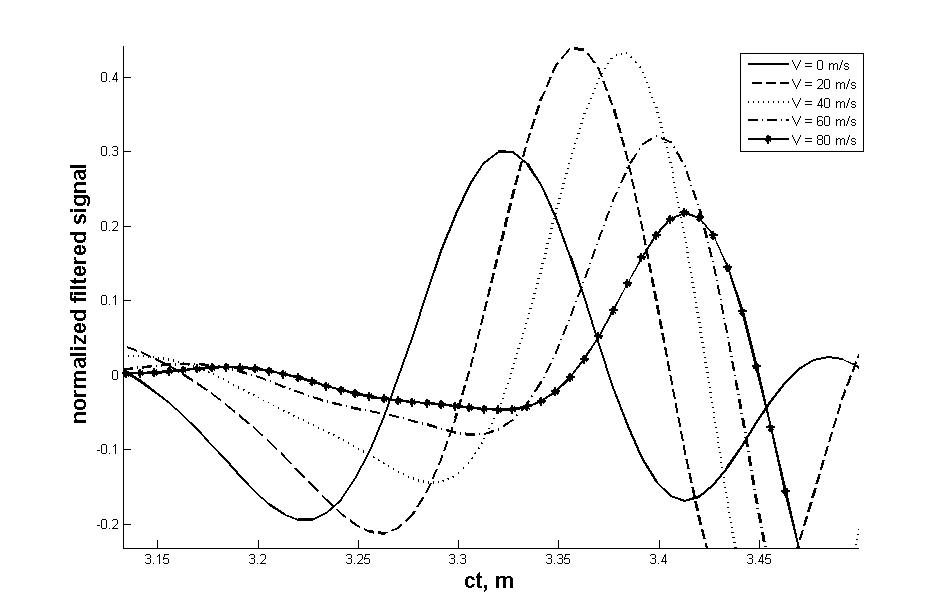 normalized filtered signal
0.4
0.3
0.2
0.1
0
-0.1
-0.2
3.15 3.2 3.25 3.3 3.35 3.4 3.45
ct, m
V = 0 m/s
V = 20 m/s
V = 40 m/s
V = 60 m/s
V = 80 m/s